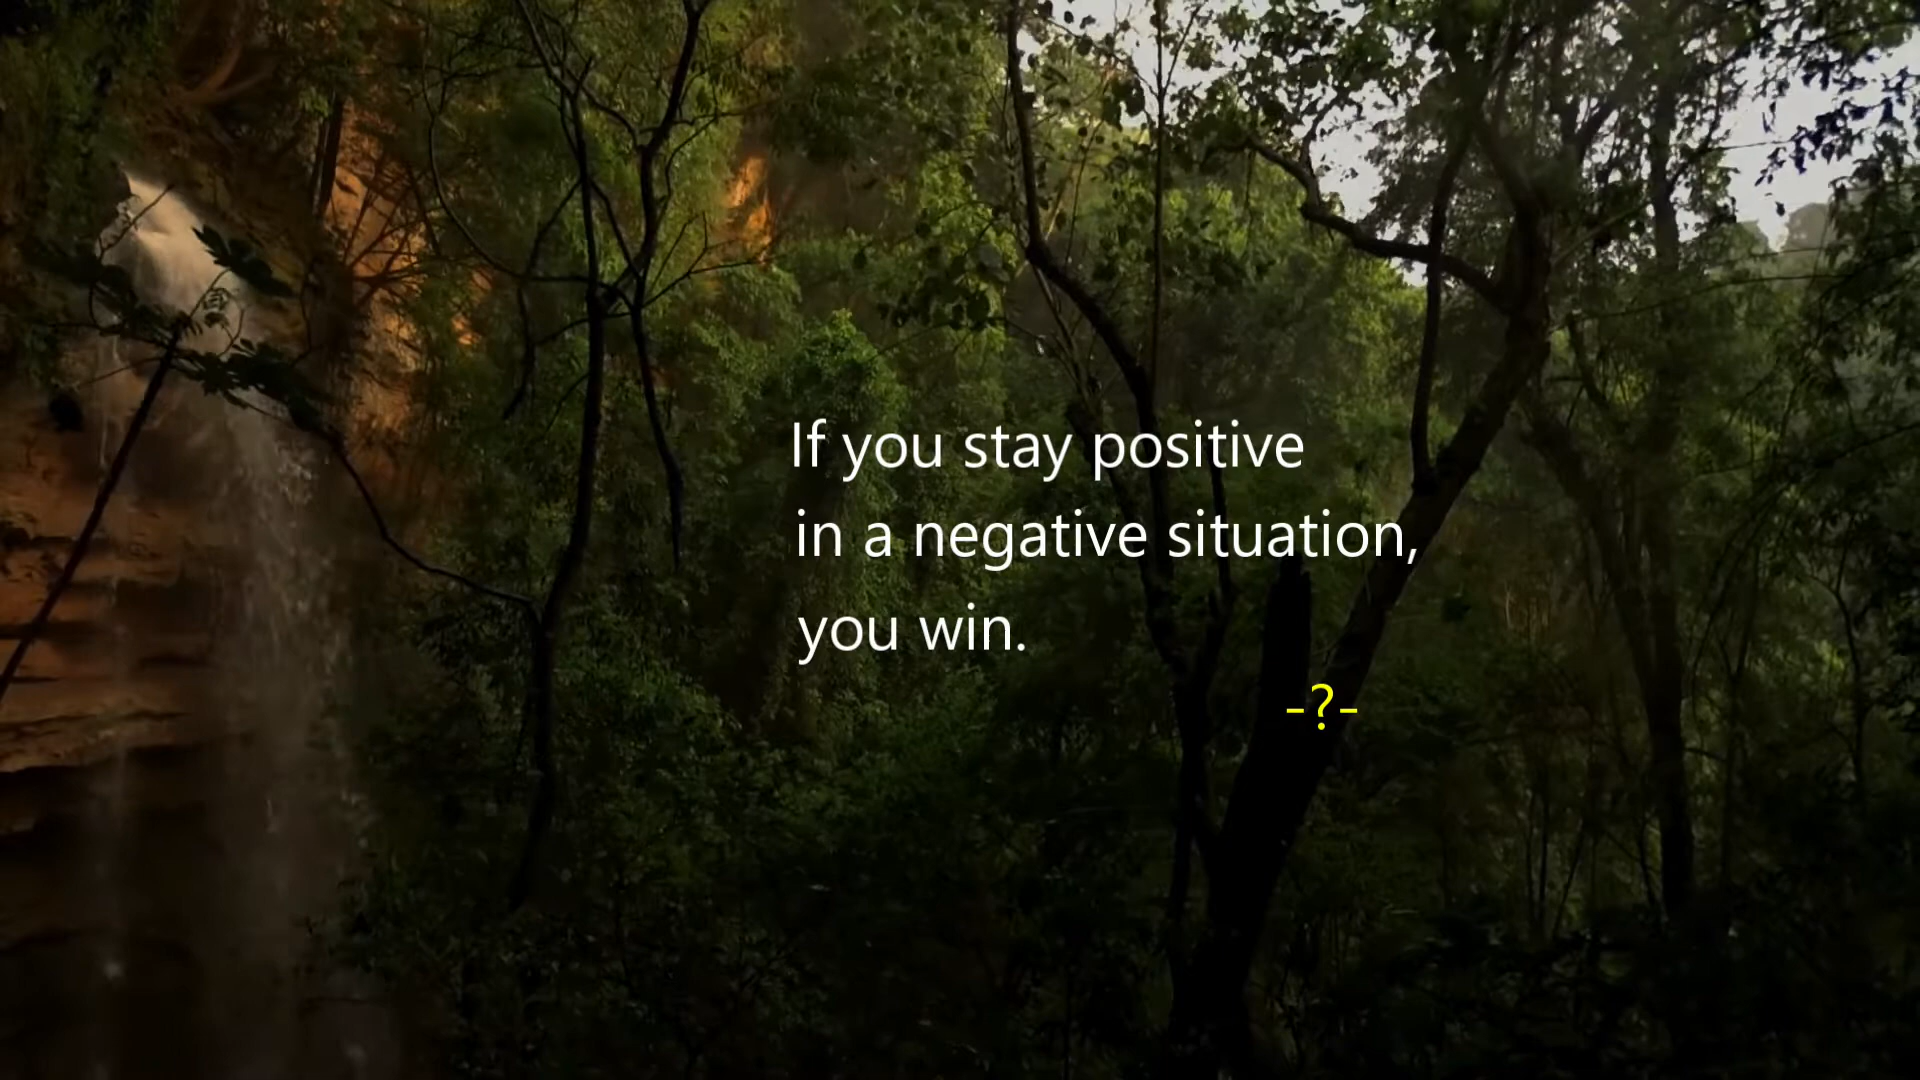 If you stay positive
in a negative situation,
you win.
-?-